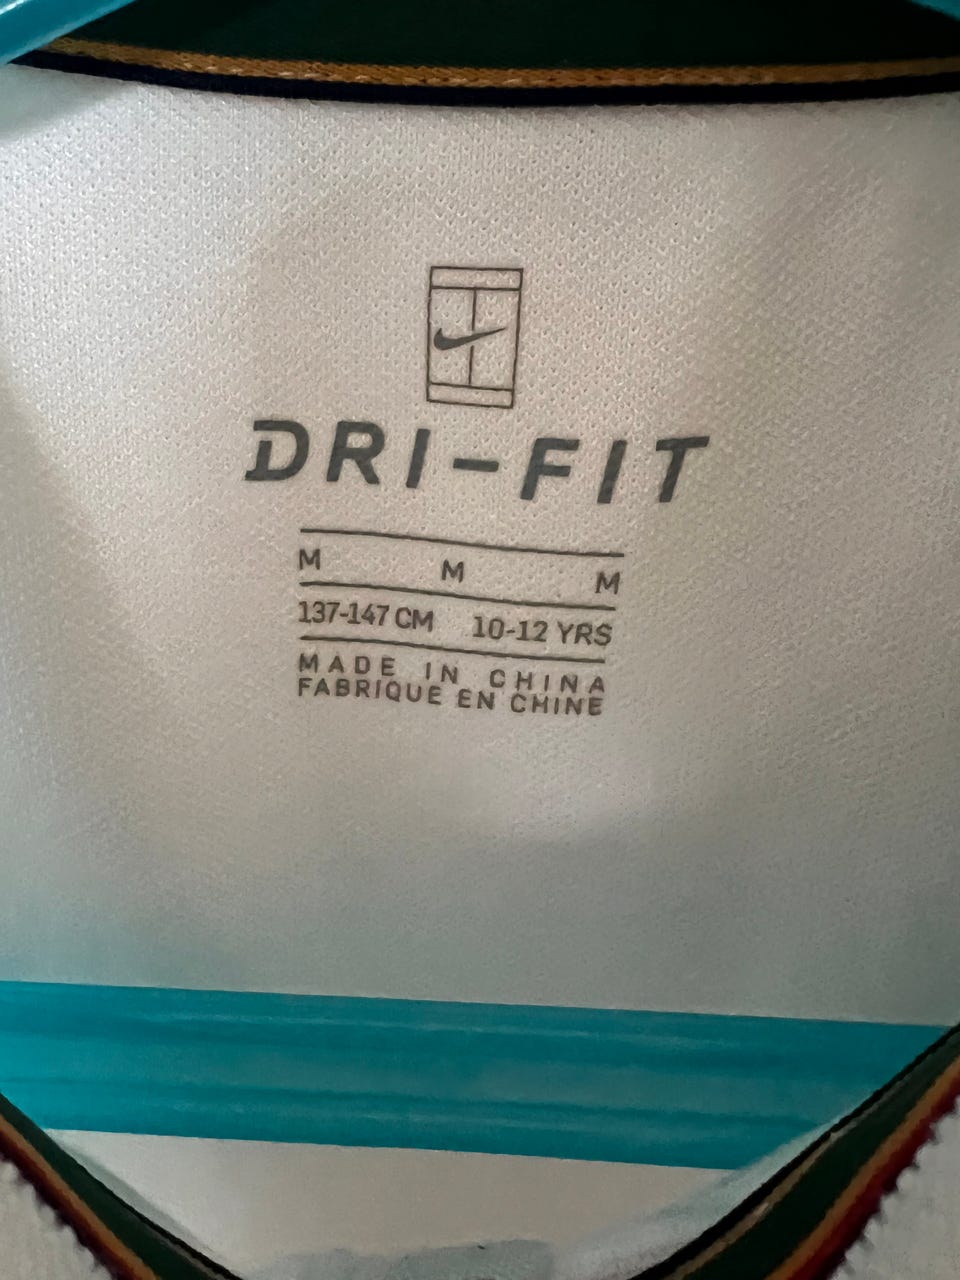 DRI-FIT
M M M
137-147 CM 10-12 YRS
MADE IN CHINA
FABRIQUE EN CHINE